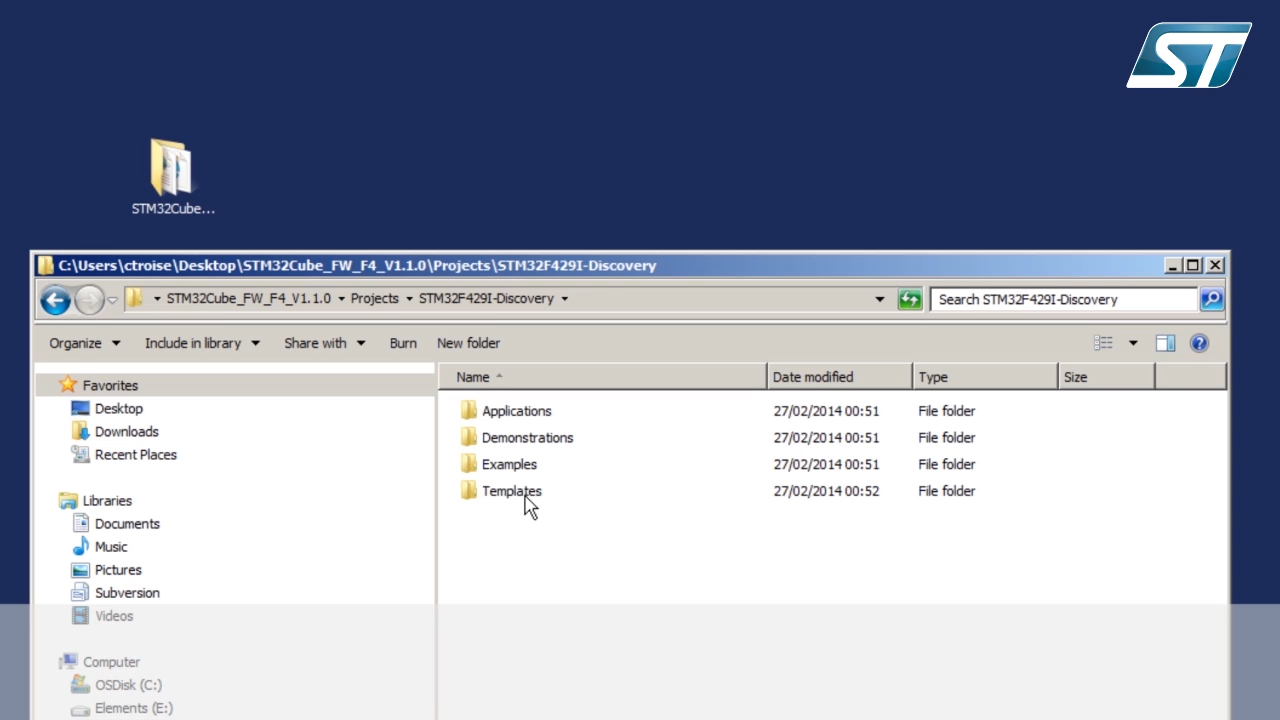 ST
STM32Cube...
C:\Users\ctroise\Desktop\STM32Cube_FW_F4_V1.1.0\Projects\STM32F429I-Discovery
STM32Cube_FW_F4_V1.1.0 Projects STM32F429I-Discovery
Search STM32F429I-Discovery
Organize Include in library Share with Burn New folder
Name Date modified Type Size
Favorites
Desktop
Downloads
Recent Places
Libraries
Documents
Music
Pictures
Subversion
Videos
Computer
OSDisk (C:)
Elements (E:)
Applications 27/02/2014 00:51 File folder
Demonstrations 27/02/2014 00:51 File folder
Examples 27/02/2014 00:51 File folder
Templates 27/02/2014 00:52 File folder